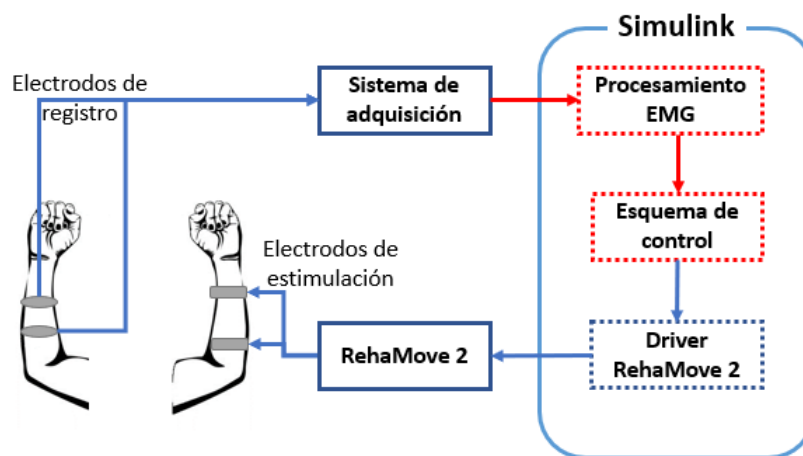 Simulink
Electrodos de
registro
Sistema de
adquisición
Procesamiento
EMG
Esquema de
control
Electrodos de
estimulación
RehaMove 2
Driver
RehaMove 2